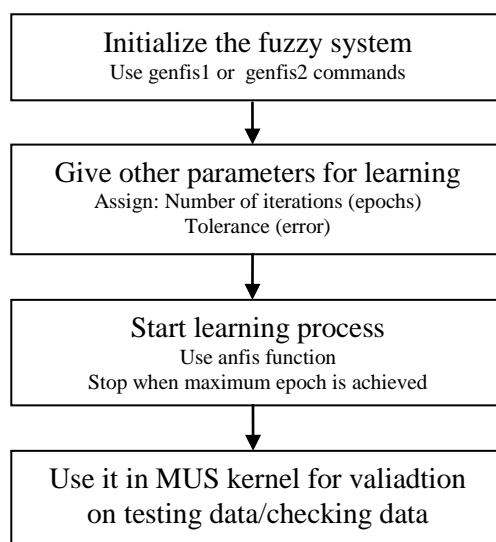 Initialize the fuzzy system
Use genfis1 or genfis2 commands
Give other parameters for learning
Assign: Number of iterations (epochs)
Tolerance (error)
Start learning process
Use anfis function
Stop when maximum epoch is achieved
Use it in MUS kernel for valiadtion
on testing data/checking data